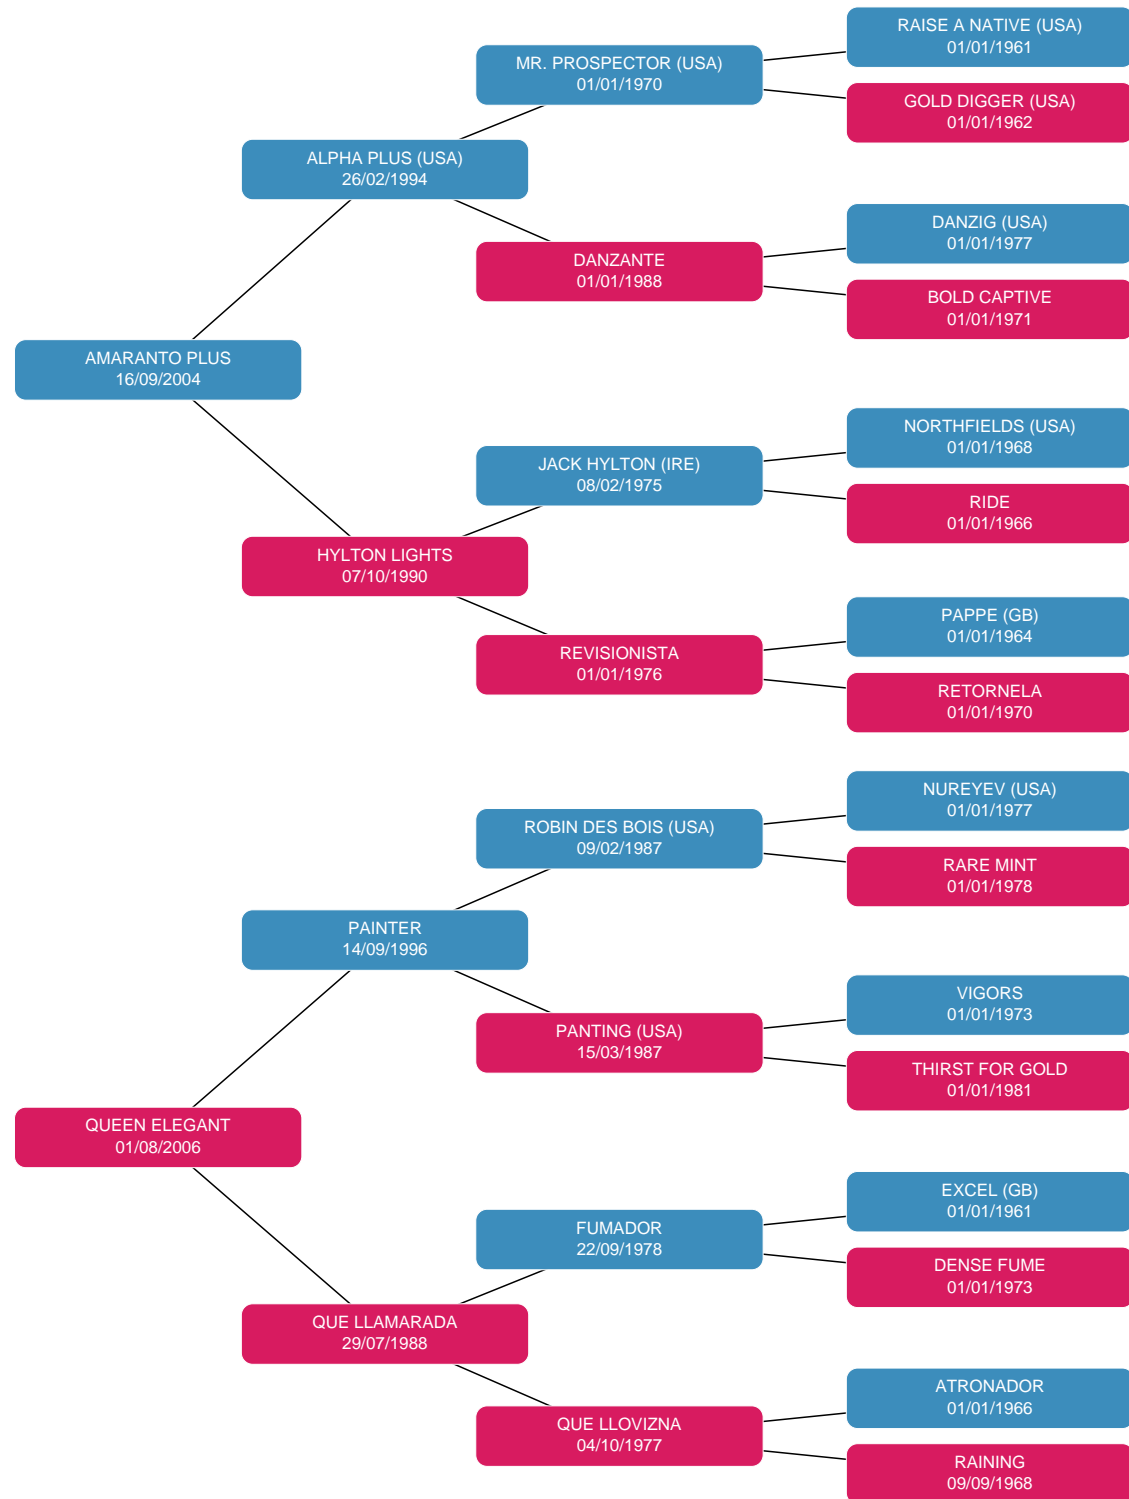 RAISE A NATIVE (USA)
01/01/1961
MR. PROSPECTOR (USA)
01/01/1970
GOLD DIGGER (USA)
01/01/1962
ALPHA PLUS (USA)
26/02/1994
DANZIG (USA)
01/01/1977
DANZANTE
01/01/1988
BOLD CAPTIVE
01/01/1971
AMARANTO PLUS
16/09/2004
NORTHFIELDS (USA)
01/01/1968
JACK HYLTON (IRE)
08/02/1975
RIDE
01/01/1966
HYLTON LIGHTS
07/10/1990
PAPPE (GB)
01/01/1964
REVISIONISTA
01/01/1976
RETORNELA
01/01/1970
NUREYEV (USA)
01/01/1977
ROBIN DES BOIS (USA)
09/02/1987
RARE MINT
01/01/1978
PAINTER
14/09/1996
VIGORS
01/01/1973
PANTING (USA)
15/03/1987
THIRST FOR GOLD
01/01/1981
QUEEN ELEGANT
01/08/2006
EXCEL (GB)
01/01/1961
FUMADOR
22/09/1978
DENSE FUME
01/01/1973
QUE LLAMARADA
29/07/1988
ATRONADOR
01/01/1966
QUE LLOVIZNA
04/10/1977
RAINING
09/09/1968